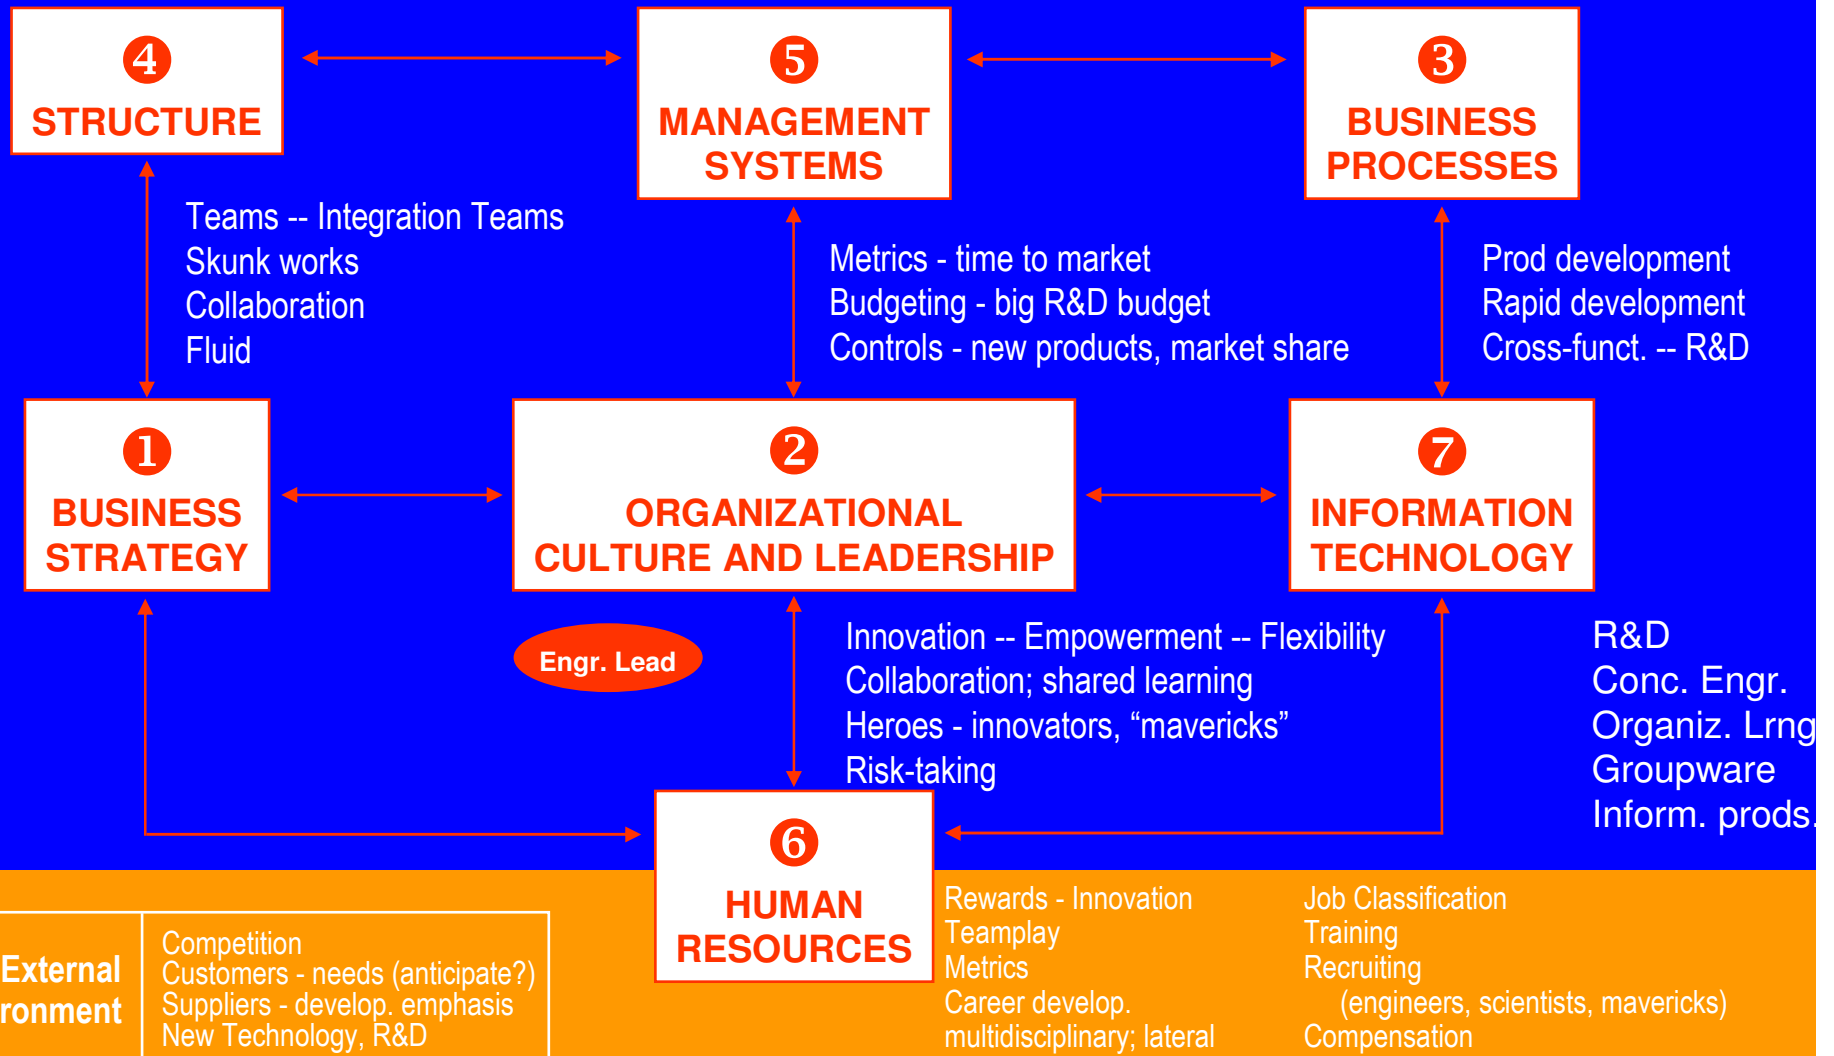 4
STRUCTURE
5
MANAGEMENT
SYSTEMS
3
BUSINESS
PROCESSES
Teams -- Integration Teams
Skunk works
Collaboration
Fluid
Metrics - time to market
Budgeting - big R&D budget
Controls - new products, market share
Prod development
Rapid development
Cross-funct. -- R&D
1
BUSINESS
STRATEGY
2
ORGANIZATIONAL
CULTURE AND LEADERSHIP
7
INFORMATION
TECHNOLOGY
Engr. Lead
Innovation -- Empowerment -- Flexibility
Collaboration; shared learning
Heroes - innovators, “mavericks”
Risk-taking
R&D
Conc. Engr.
Organiz. Lrng
Groupware
Inform. prods.
6
HUMAN
RESOURCES
External
ronment
Competition
Customers - needs (anticipate?)
Suppliers - develop. emphasis
New Technology, R&D
Rewards - Innovation
Teamplay
Metrics
Career develop.
multidisciplinary; lateral
Job Classification
Training
Recruiting
(engineers, scientists, mavericks)
Compensation